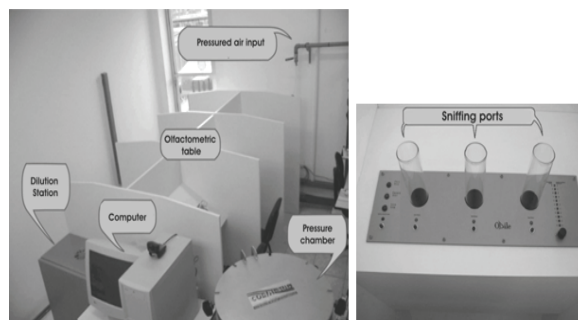 Pressured air input
Olfactometric
table
Dilution
Station
Computer
Pressure
chamber
Sniffing ports